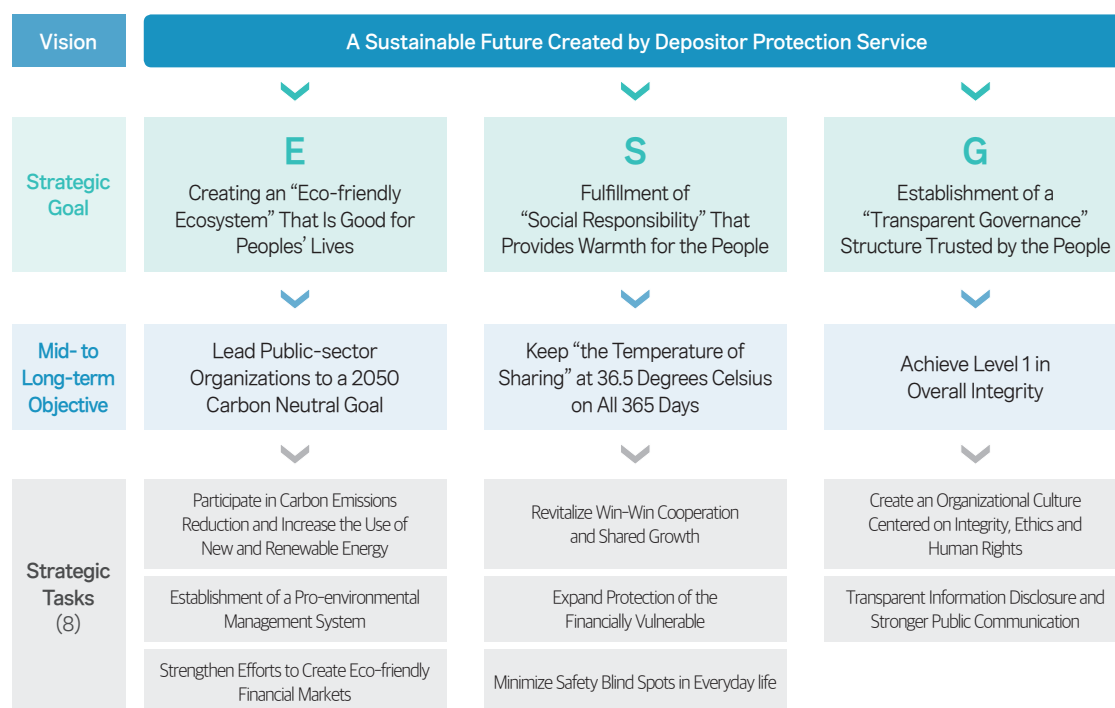 Vision
A Sustainable Future Created by Depositor Protection Service
Strategic
Goal
E
Creating an “Eco-friendly
Ecosystem” That Is Good for
Peoples’ Lives
S
Fulfillment of
“Social Responsibility” That
Provides Warmth for the People
G
Establishment of a
“Transparent Governance”
Structure Trusted by the People
Mid- to
Long-term
Objective
Lead Public-sector
Organizations to a 2050
Carbon Neutral Goal
Keep “the Temperature of
Sharing” at 36.5 Degrees Celsius
on All 365 Days
Achieve Level 1 in
Overall Integrity
Strategic
Tasks
(8)
Participate in Carbon Emissions
Reduction and Increase the Use of
New and Renewable Energy
Revitalize Win-Win Cooperation
and Shared Growth
Create an Organizational Culture
Centered on Integrity, Ethics and
Human Rights
Establishment of a Pro-environmental
Management System
Expand Protection of the
Financially Vulnerable
Transparent Information Disclosure and
Stronger Public Communication
Strengthen Efforts to Create Eco-friendly
Financial Markets
Minimize Safety Blind Spots in Everyday life